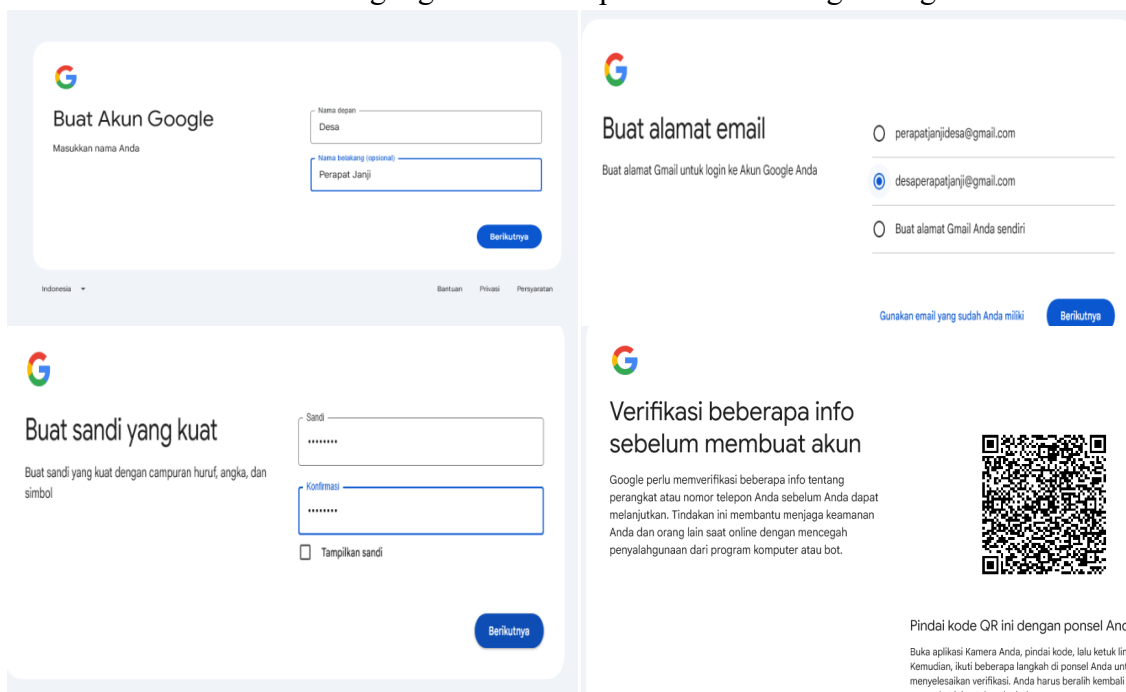 Buat Akun Google
Masukkan nama Anda
Nama depan
Desa
Nama belakang (opsional)
Perapat Janji
Berikutnya
Indonesia
Bantuan Privasi Persyaratan
Buat alamat email
Buat alamat Gmail untuk login ke Akun Google Anda
perapatjanjidesa@gmail.com
desaperapatjanji@gmail.com
Buat alamat Gmail Anda sendiri
Gunakan email yang sudah Anda miliki
Berikutnya
Buat sandi yang kuat
Buat sandi yang kuat dengan campuran huruf, angka, dan
simbol
Sandi
••••••••
Konfirmasi
••••••••
Tampilkan sandi
Berikutnya
Verifikasi beberapa info
sebelum membuat akun
Google perlu memverifikasi beberapa info tentang
perangkat atau nomor telepon Anda sebelum Anda dapat
melanjutkan. Tindakan ini membantu menjaga keamanan
Anda dan orang lain saat online dengan mencegah
penyalahgunaan dari program komputer atau bot.
Pindai kode QR ini dengan ponsel
Buka aplikasi Kamera Anda, pindai kode, lalu ketuk
Kemudian, ikuti beberapa langkah di ponsel Anda
menyelesaikan verifikasi. Anda harus beralih kembali